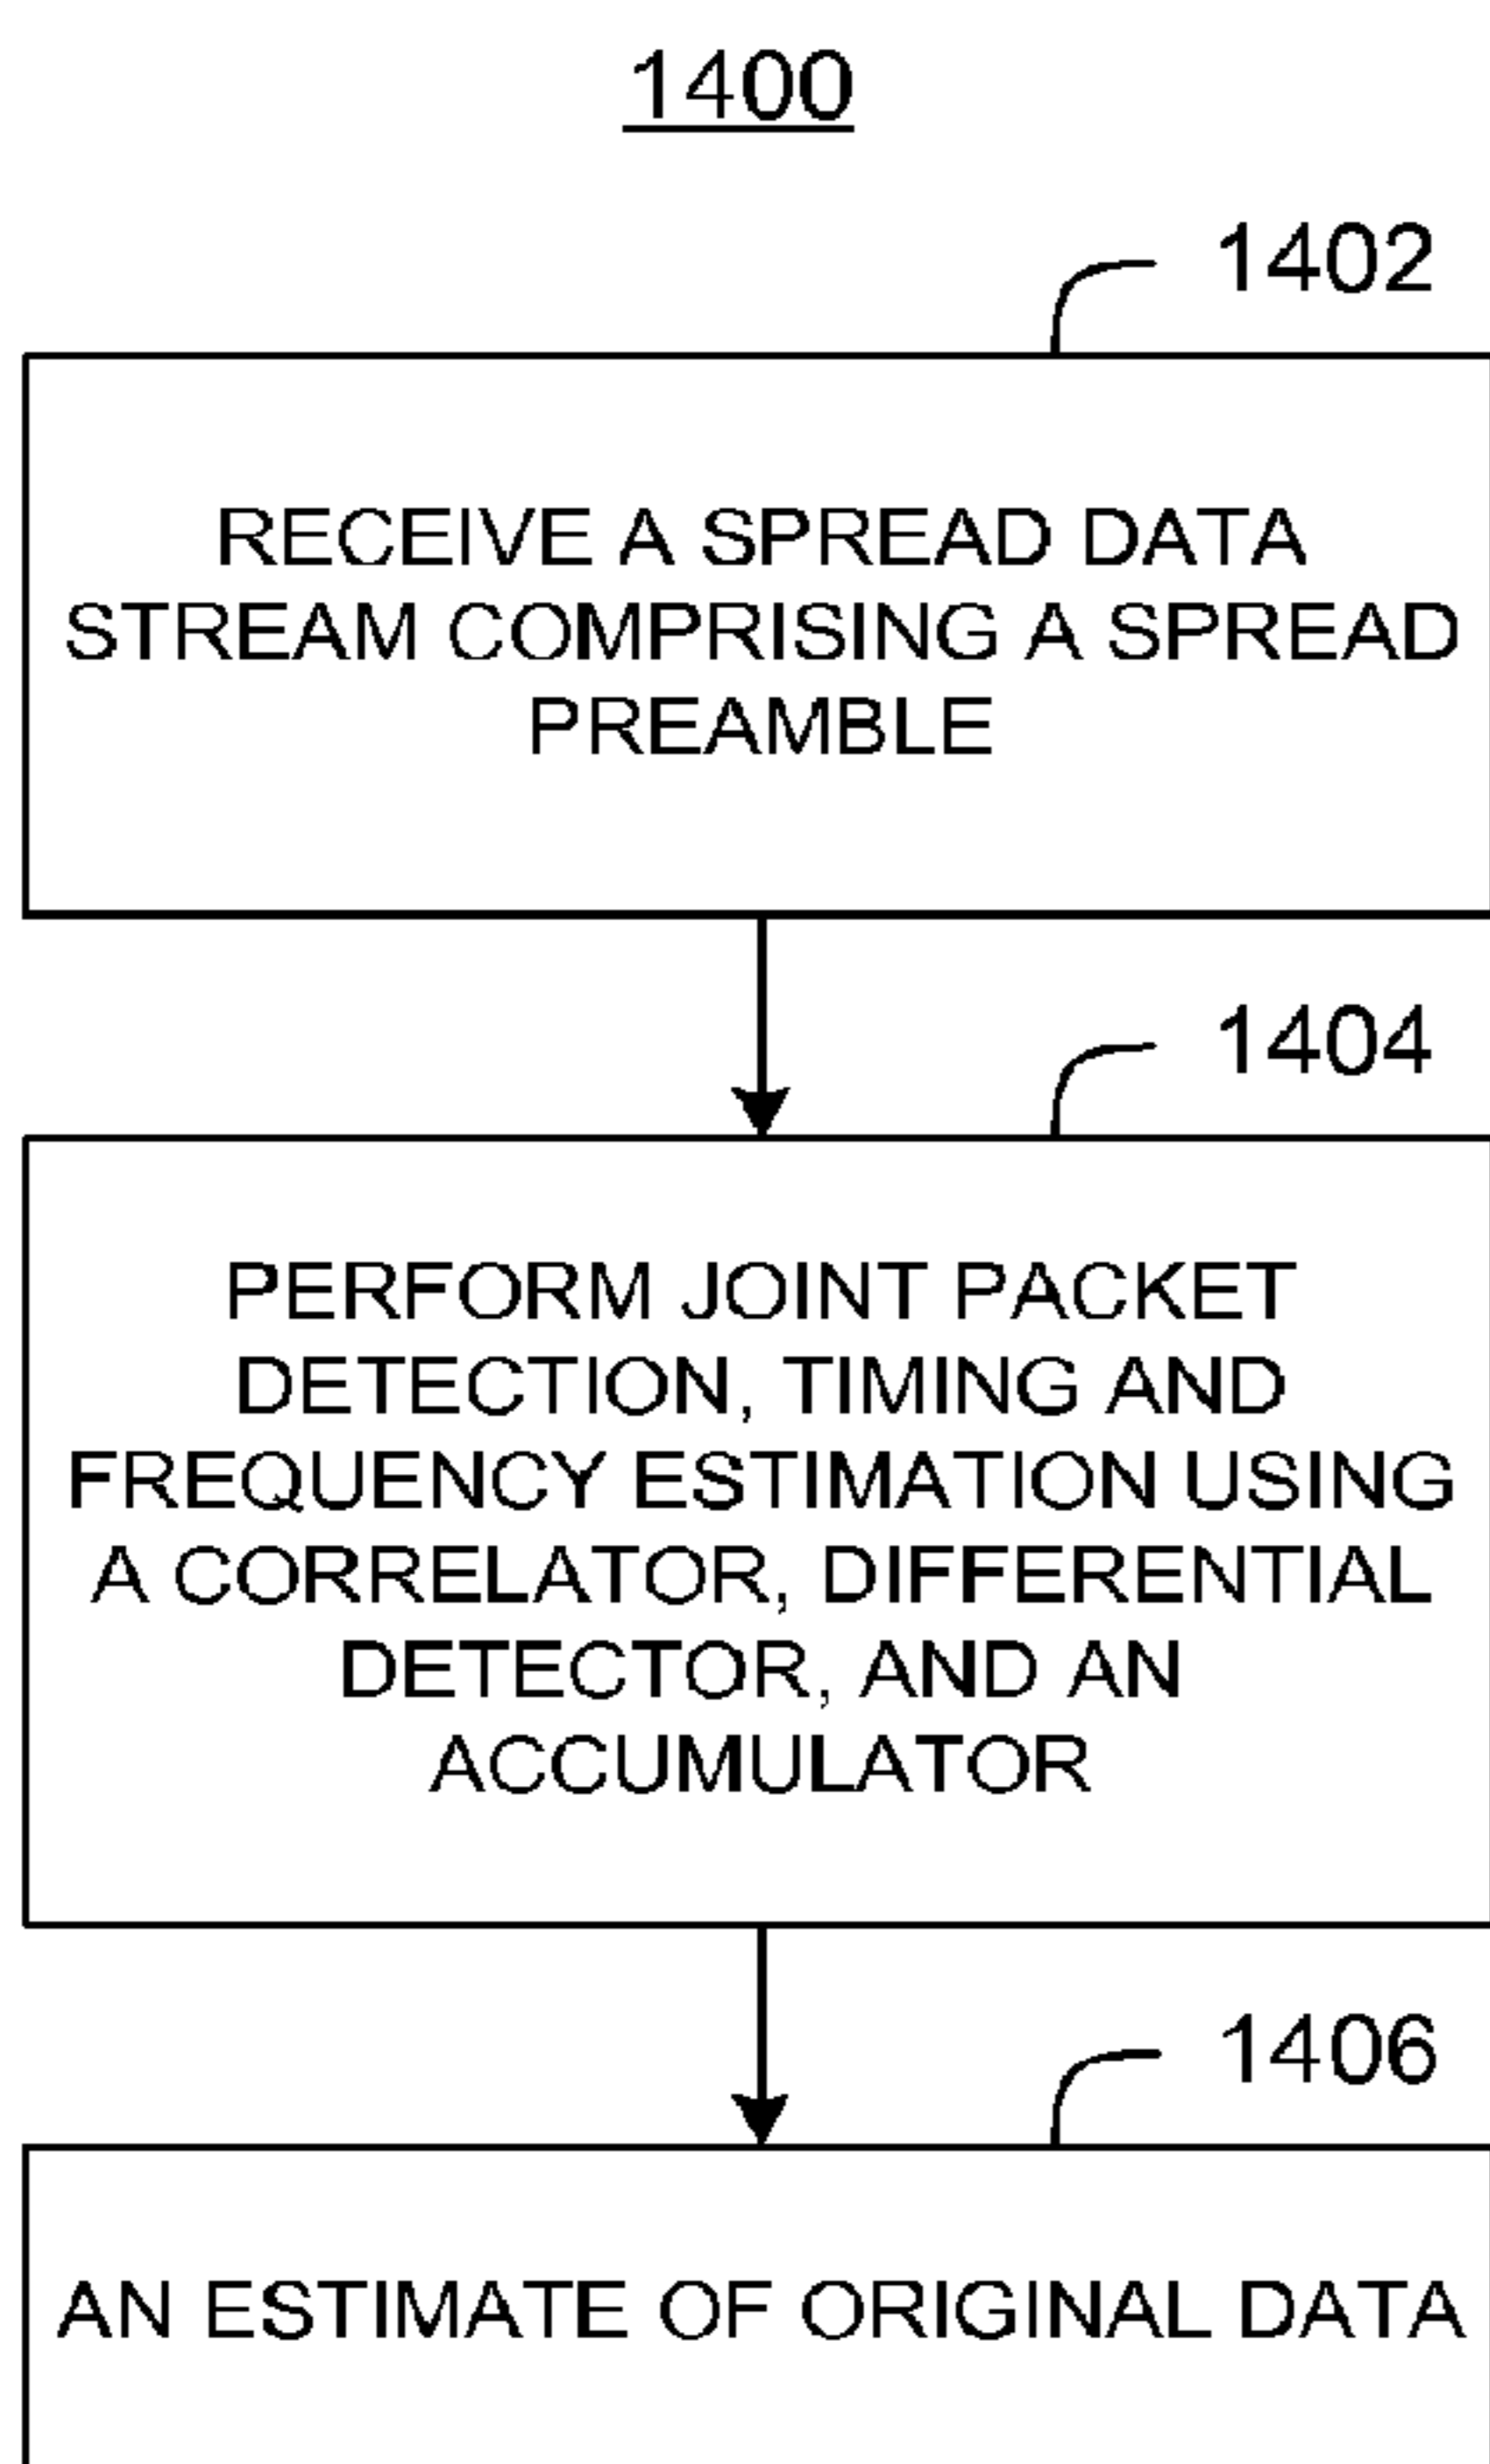 1400
1402
RECEIVE A SPREAD DATA
STREAM COMPRISING A SPREAD
PREAMBLE
1404
PERFORM JOINT PACKET
DETECTION, TIMING AND
FREQUENCY ESTIMATION USING
A CORRELATOR, DIFFERENTIAL
DETECTOR, AND AN
ACCUMULATOR
1406
AN ESTIMATE OF ORIGINAL DATA